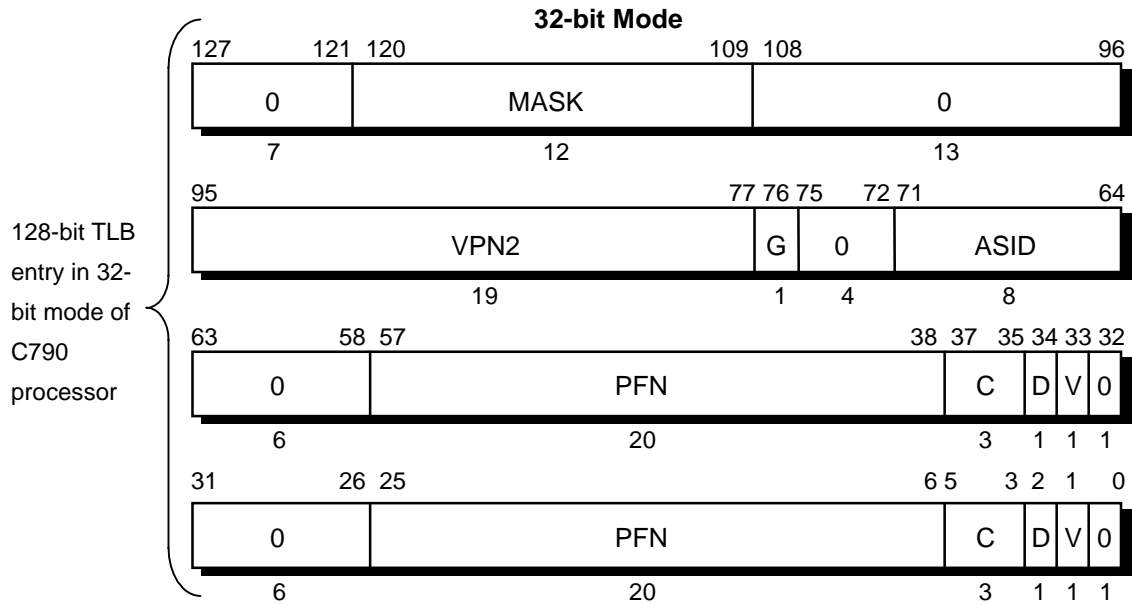 32-bit Mode
127 121 120 109 108 96
0 MASK 0
7 12 13
95 77 76 75 72 71 64
VPN2 G 0 ASID
19 1 4 8
128-bit TLB
entry in 32-
bit mode of
C790
processor
63 58 57 38 37 35 34 33 32
0 PFN C D V 0
6 20 3 1 1 1
31 26 25 6 5 3 2 1 0
0 PFN C D V 0
6 20 3 1 1 1